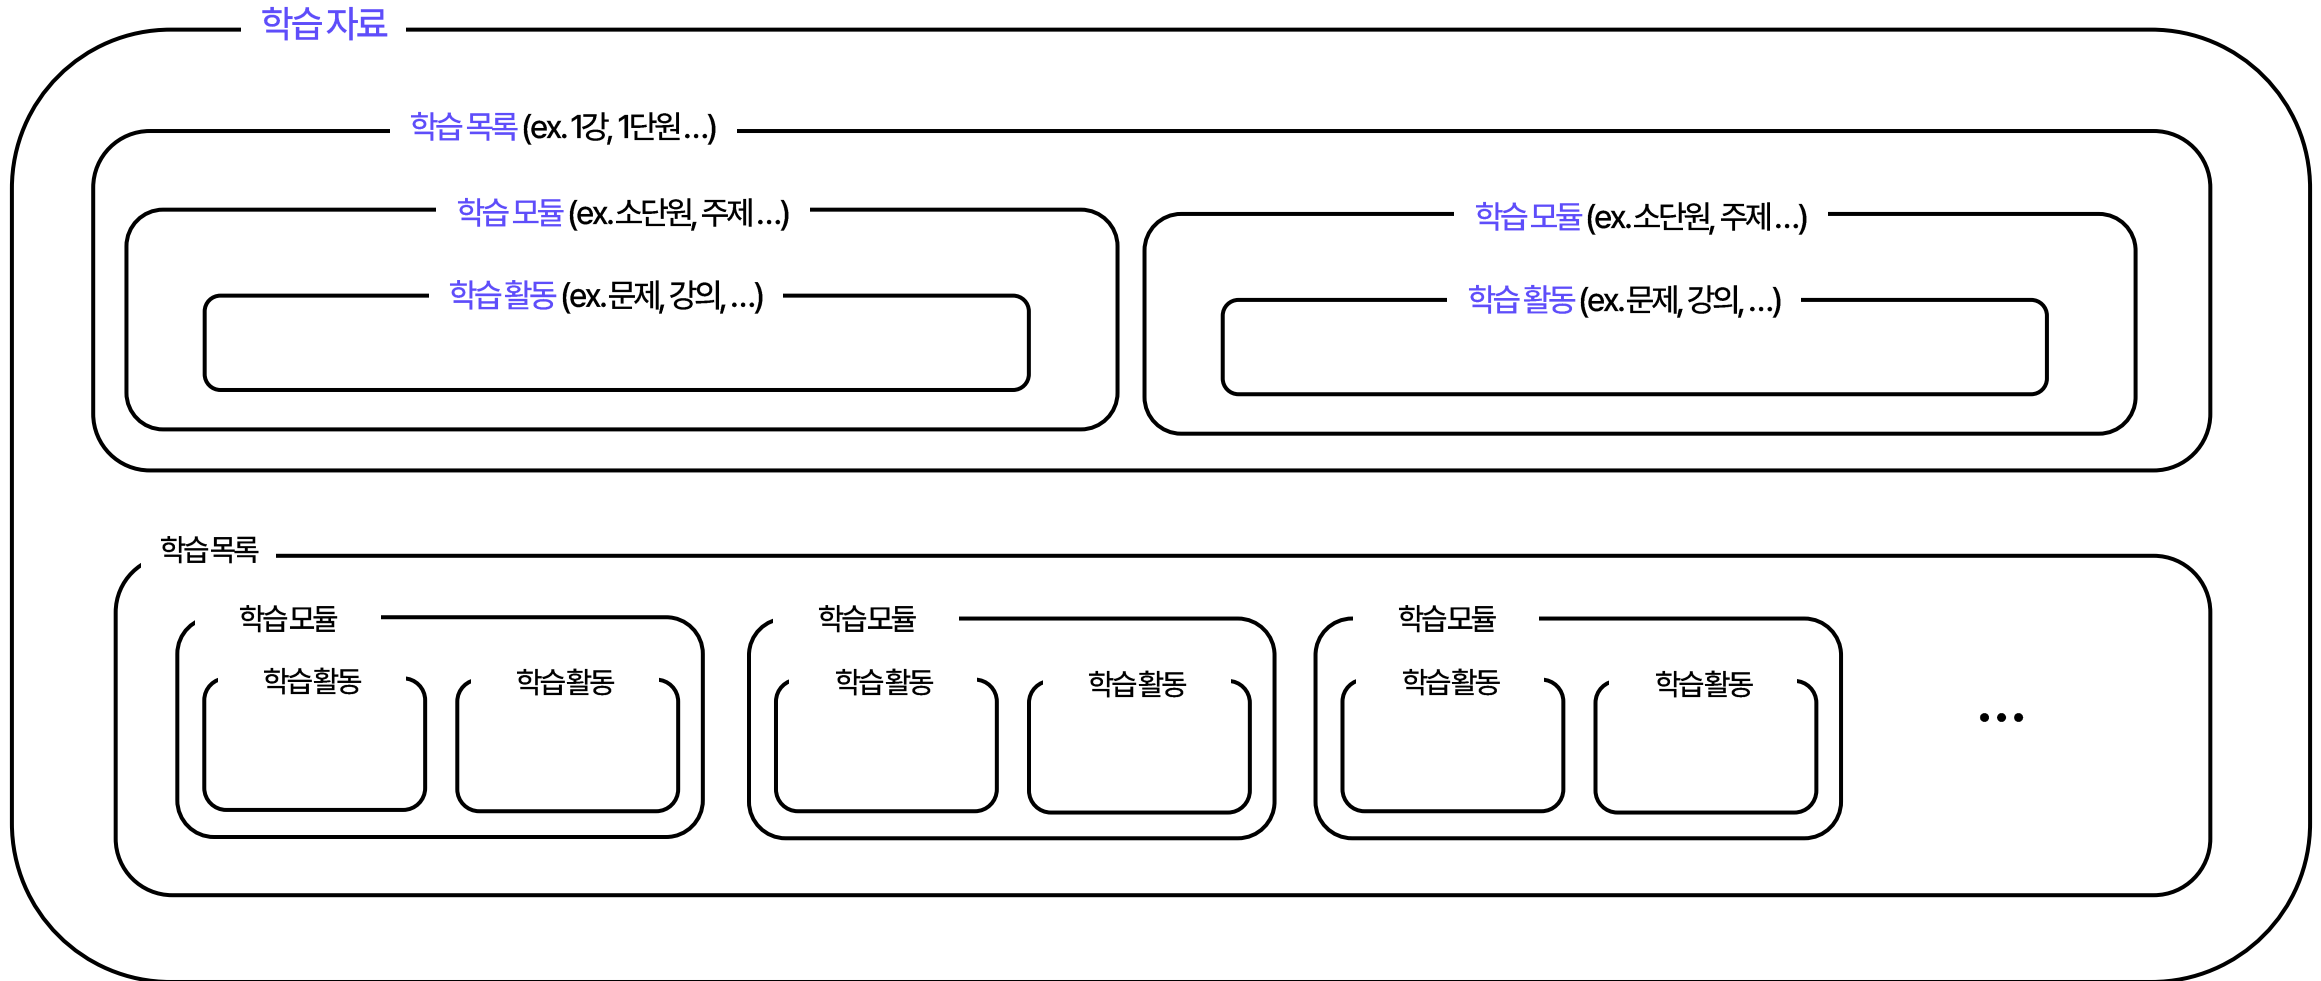 학습 자료
학습 목록 (ex. 1강, 1단원 ...)
학습 모듈 (ex. 소단원, 주제 ...)
학습 활동 (ex. 문제, 강의, ...)
학습 모듈 (ex. 소단원, 주제 ...)
학습 활동 (ex. 문제, 강의, ...)
학습 목록
학습 모듈
학습 활동
학습 활동
학습 모듈
학습 활동
학습 활동
학습 모듈
학습 활동
학습 활동
...